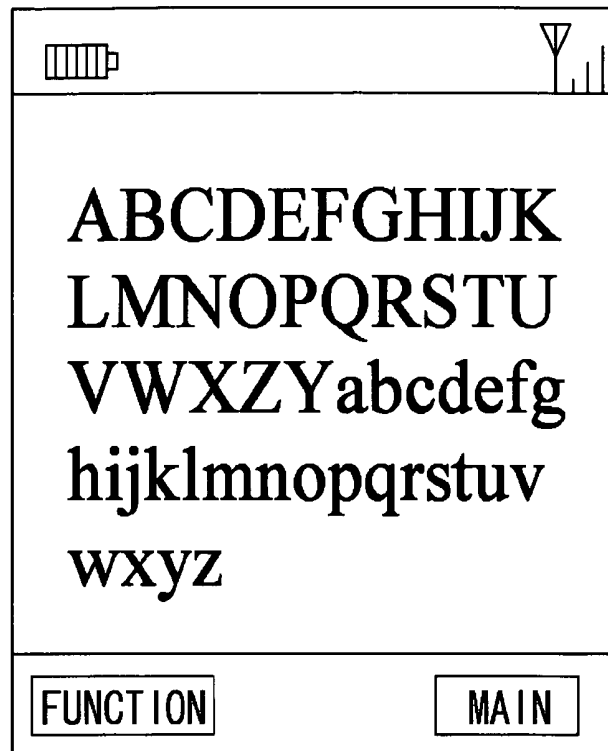 ABCDEFGHIJK
LMNOPQRSTU
VWXZYabcdefg
hijklmnopqrstuv
wxyz
FUNCTION MAIN